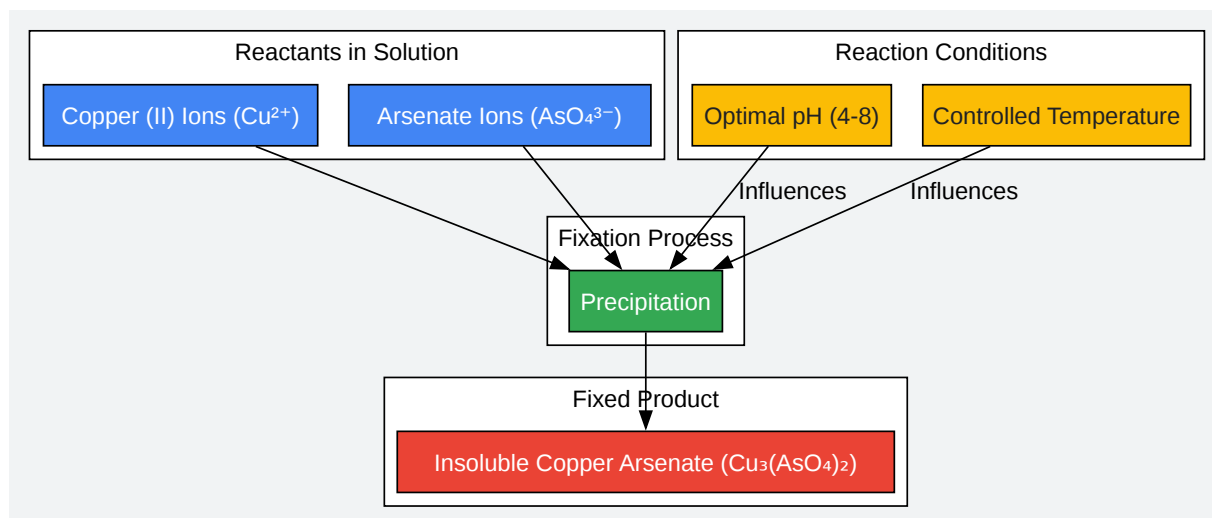 Reactants in Solution
Reaction Conditions
Copper (II) Ions (Cu²⁺)
Arsenate Ions (AsO₄³⁻)
Optimal pH (4-8)
Controlled Temperature
Influences
Influences
Fixation Process
Precipitation
Fixed Product
Insoluble Copper Arsenate (Cu₃(AsO₄)₂)